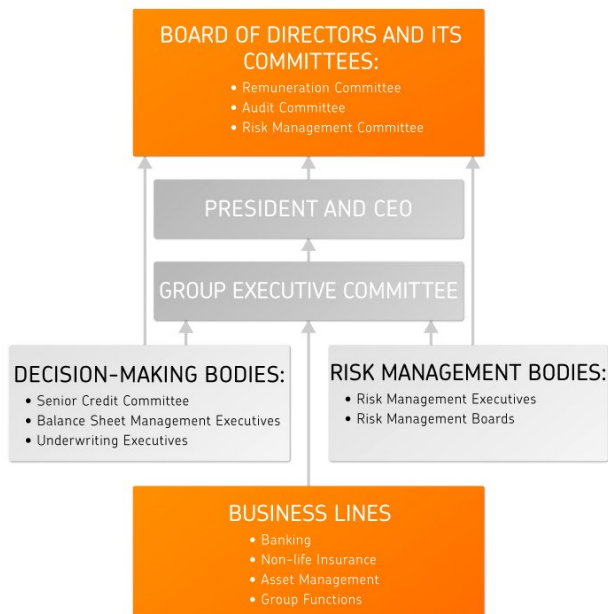 BOARD OF DIRECTORS AND ITS
COMMITTEES:
• Remuneration Committee
• Audit Committee
• Risk Management Committee
PRESIDENT AND CEO
GROUP EXECUTIVE COMMITTEE
DECISION-MAKING BODIES:
• Senior Credit Committee
• Balance Sheet Management Executives
• Underwriting Executives
RISK MANAGEMENT BODIES:
• Risk Management Executives
• Risk Management Boards
BUSINESS LINES
• Banking
• Non-life Insurance
• Asset Management
• Group Functions